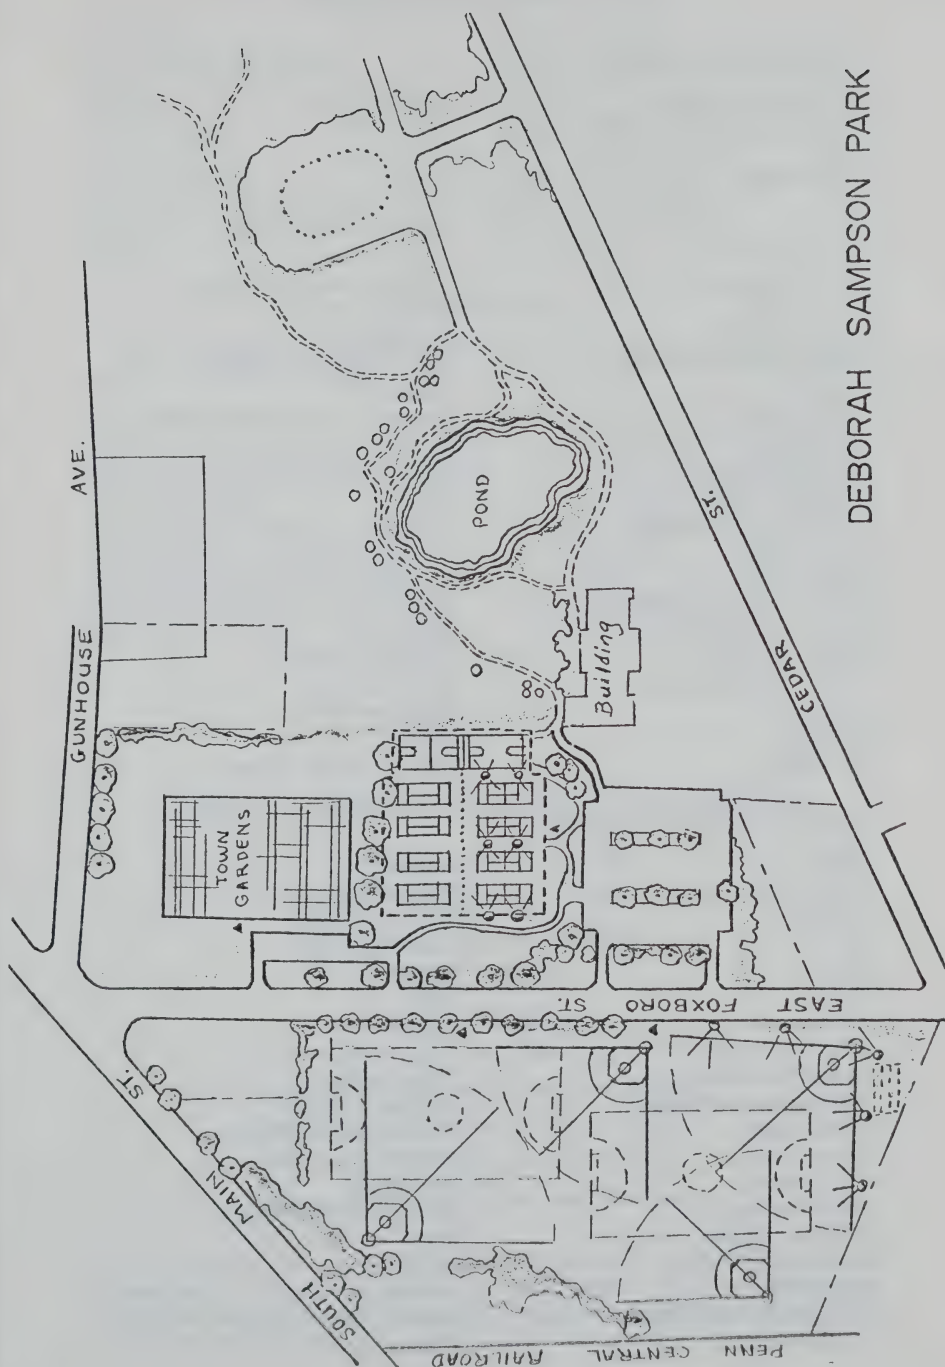 DEBORAH SAMPSON PARK
GUNHOUSE AVE.
TOWN
GARDENS
POND
Building
CEDAR ST.
EAST FOXBORO ST.
SOUTH MAIN ST.
PENN CENTRAL RAILROAD